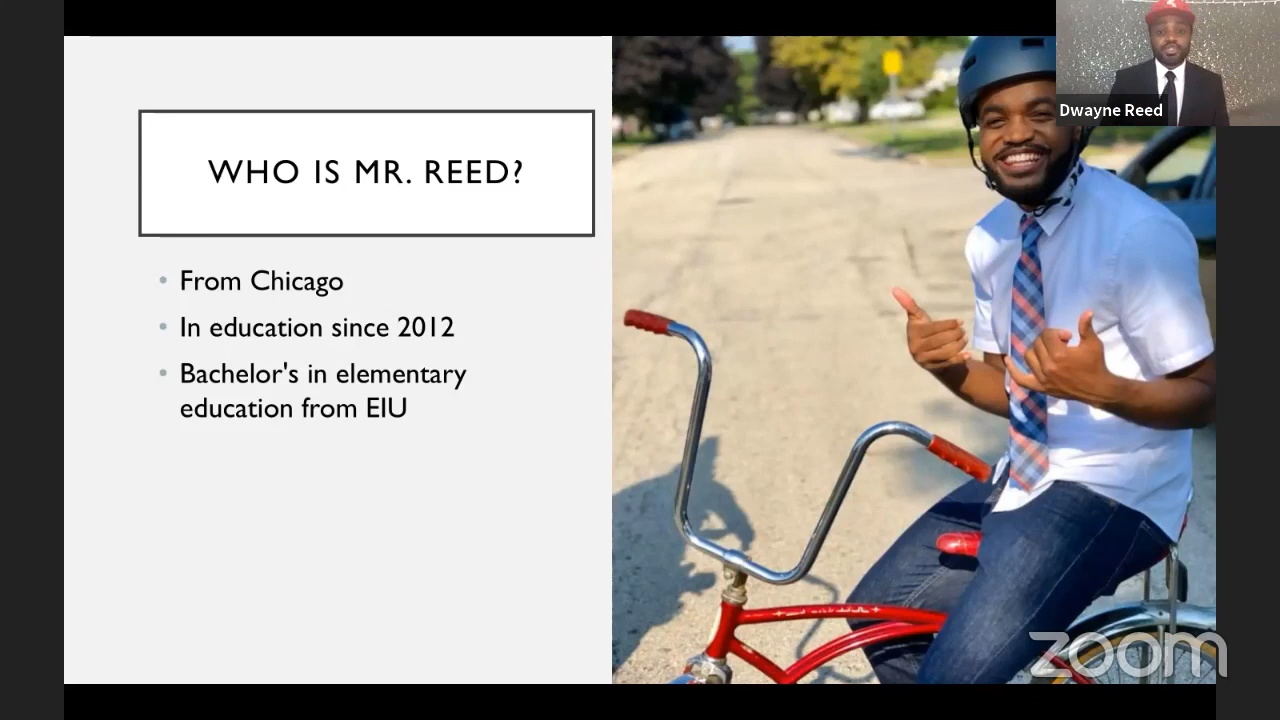 WHO IS MR. REED?
• From Chicago
• In education since 2012
• Bachelor's in elementary
education from EIU
Dwayne Reed
zoom